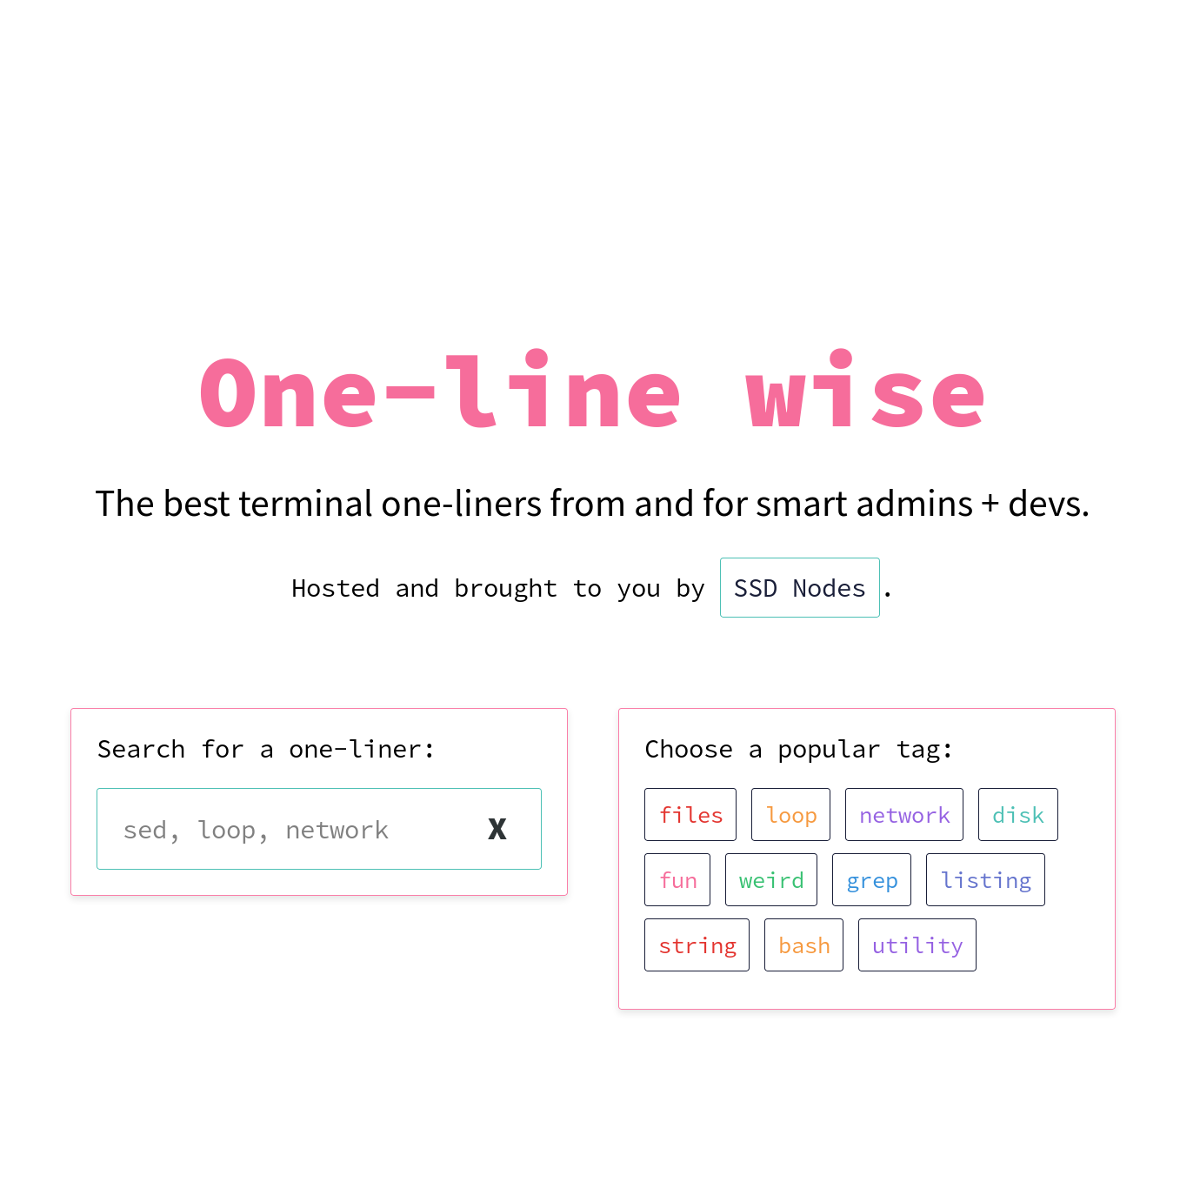 One-line wise
The best terminal one-liners from and for smart admins + devs.
Hosted and brought to you by SSD Nodes.
Search for a one-liner:
sed, loop, network X
Choose a popular tag:
files loop network disk
fun weird grep listing
string bash utility